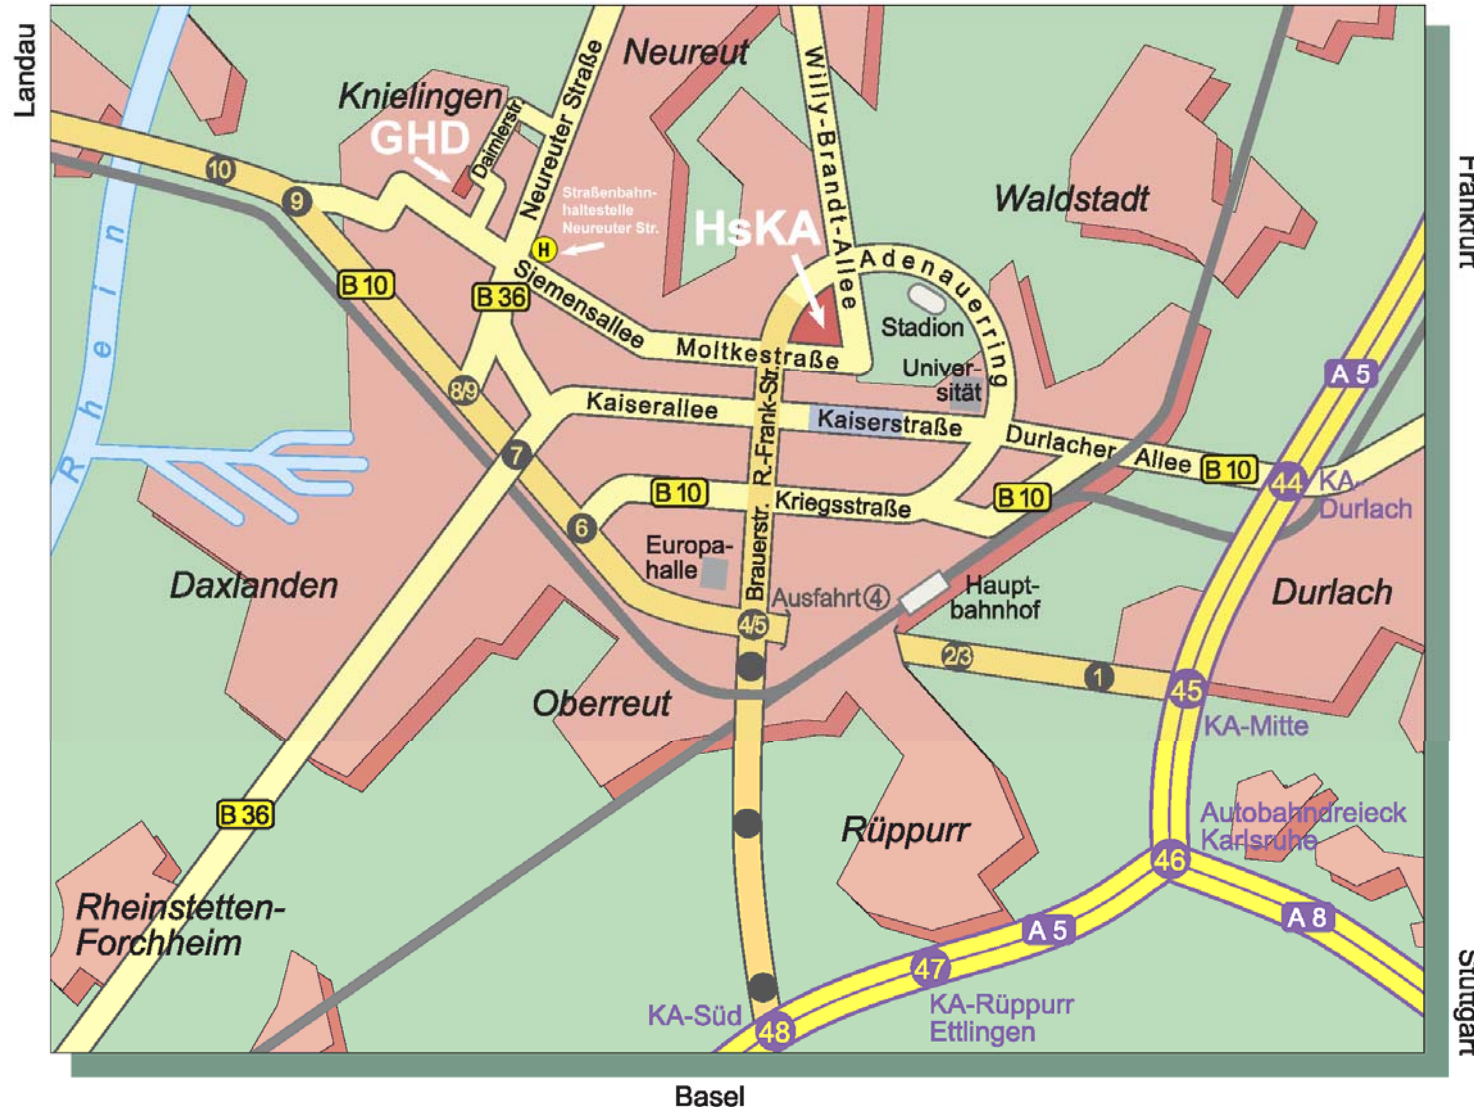 Landau
Neureut
Knielingen
GHD
Daimlerstr.
Neureuter Straße
Willy-Brandt-Allee
Straßenbahn-
haltestelle
Neureuter Str.
H
HsKA
Waldstadt
Frankfurt
10
9
B 10
B 36
Siemensallee
Adenauerring
Stadion
Moltkestraße
Univer-
sität
Rhein
A 5
8/9
Kaiserallee
Kaiserstraße
Durlacher Allee
B 10
44
KA-
Durlach
7
R.-Frank-Str.
B 10
Kriegsstraße
B 10
6
Europa-
halle
Brauerstr.
Ausfahrt 4
Haupt-
bahnhof
Daxlanden
Durlach
4/5
2/3
1
45
KA-Mitte
Oberreut
B 36
Rüppurr
Autobahndreieck
Karlsruhe
46
Rheinstetten-
Forchheim
A 5
A 8
47
KA-Rüppurr
Ettlingen
KA-Süd
48
Stuttgart
Basel